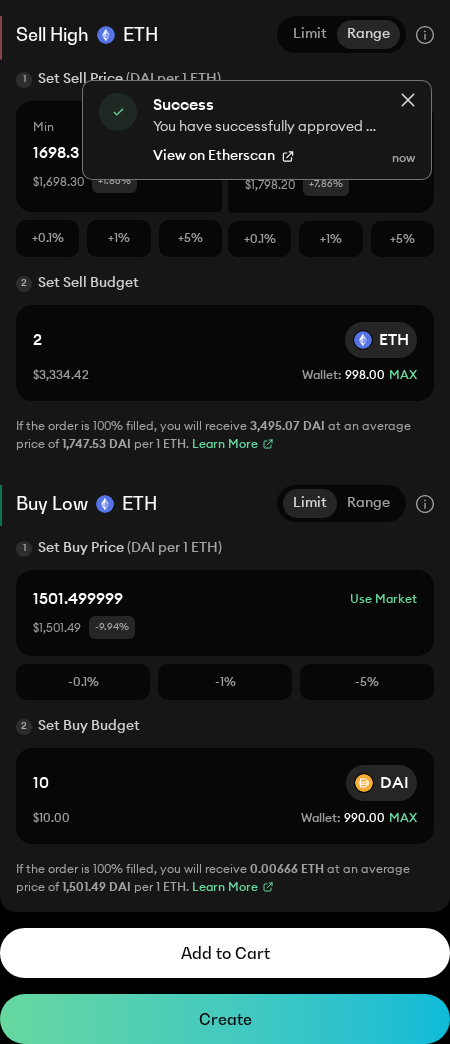 Sell High ETH Limit Range
1 Set Sell Price (DAI per 1 ETH)
Success
You have successfully approved ...
View on Etherscan
now
Min
1698.3
$1,698.30 +1.85%
$1,798.20 +7.86%
+0.1% +1% +5% +0.1% +1% +5%
2 Set Sell Budget
2 ETH
$3,334.42 Wallet: 998.00 MAX
If the order is 100% filled, you will receive 3,495.07 DAI at an average
price of 1,747.53 DAI per 1 ETH. Learn More
Buy Low ETH Limit Range
1 Set Buy Price (DAI per 1 ETH)
1501.499999 Use Market
$1,501.49 -9.94%
-0.1% -1% -5%
2 Set Buy Budget
10 DAI
$10.00 Wallet: 990.00 MAX
If the order is 100% filled, you will receive 0.00666 ETH at an average
price of 1,501.49 DAI per 1 ETH. Learn More
Add to Cart
Create